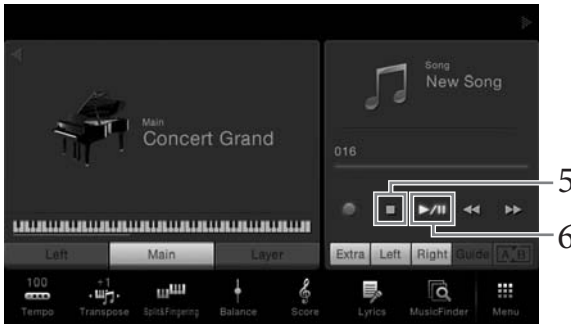 Song
New Song
Main
Concert Grand
016
5
6
Left Main Layer
Extra Left Right Guide A B
100
+1
Tempo Transpose Split&Fingering Balance Score Lyrics MusicFinder Menu